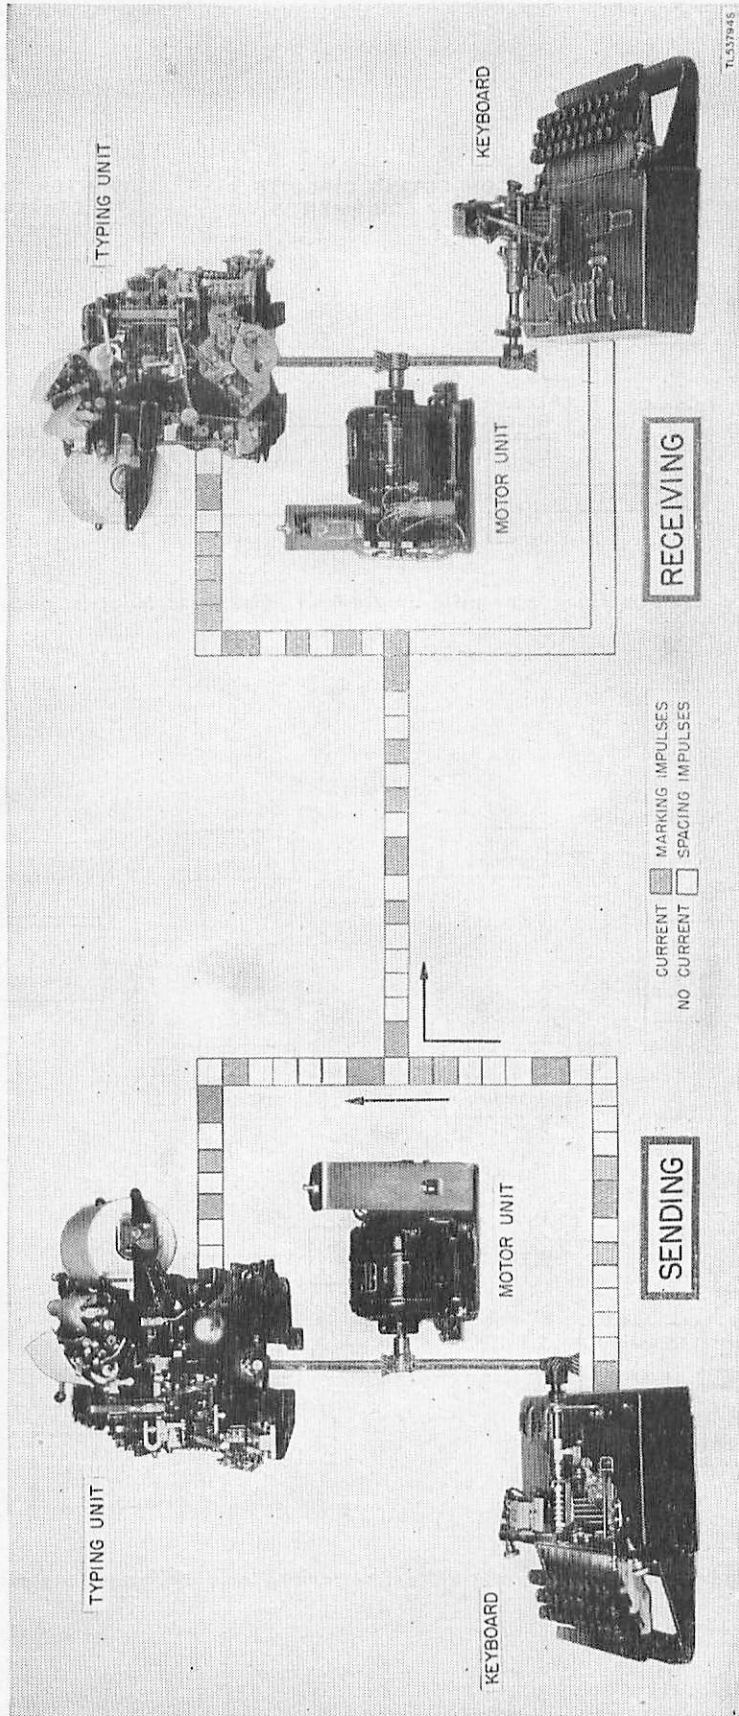 TYPING UNIT
TYPING UNIT
KEYBOARD
KEYBOARD
MOTOR UNIT
MOTOR UNIT
SENDING
RECEIVING
CURRENT MARKING IMPULSES
NO CURRENT SPACING IMPULSES
TL53794S